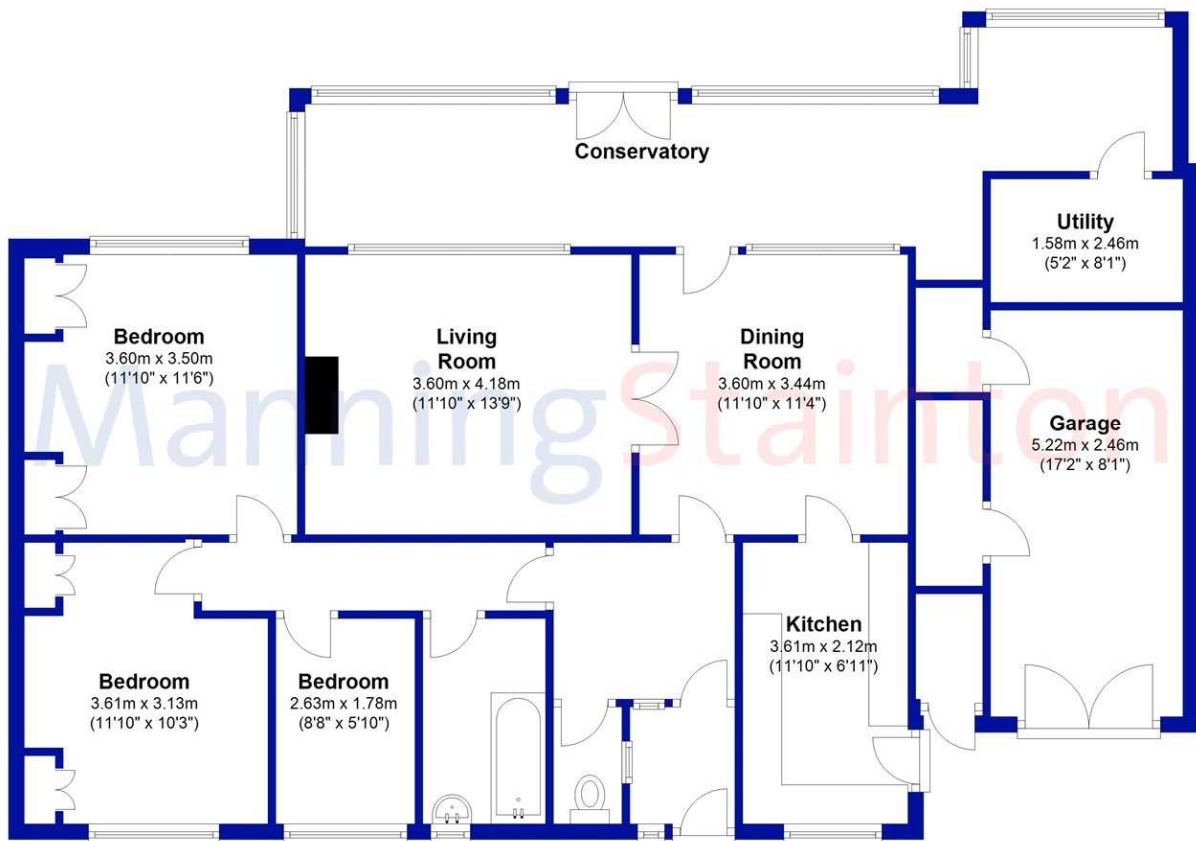 Conservatory
Utility
1.58m x 2.46m
(5'2" x 8'1")
Bedroom
3.60m x 3.50m
(11'10" x 11'6")
Living
Room
3.60m x 4.18m
(11'10" x 13'9")
Dining
Room
3.60m x 3.44m
(11'10" x 11'4")
Garage
5.22m x 2.46m
(17'2" x 8'1")
ManningStainton
Kitchen
3.61m x 2.12m
(11'10" x 6'11")
Bedroom
3.61m x 3.13m
(11'10" x 10'3")
Bedroom
2.63m x 1.78m
(8'8" x 5'10")